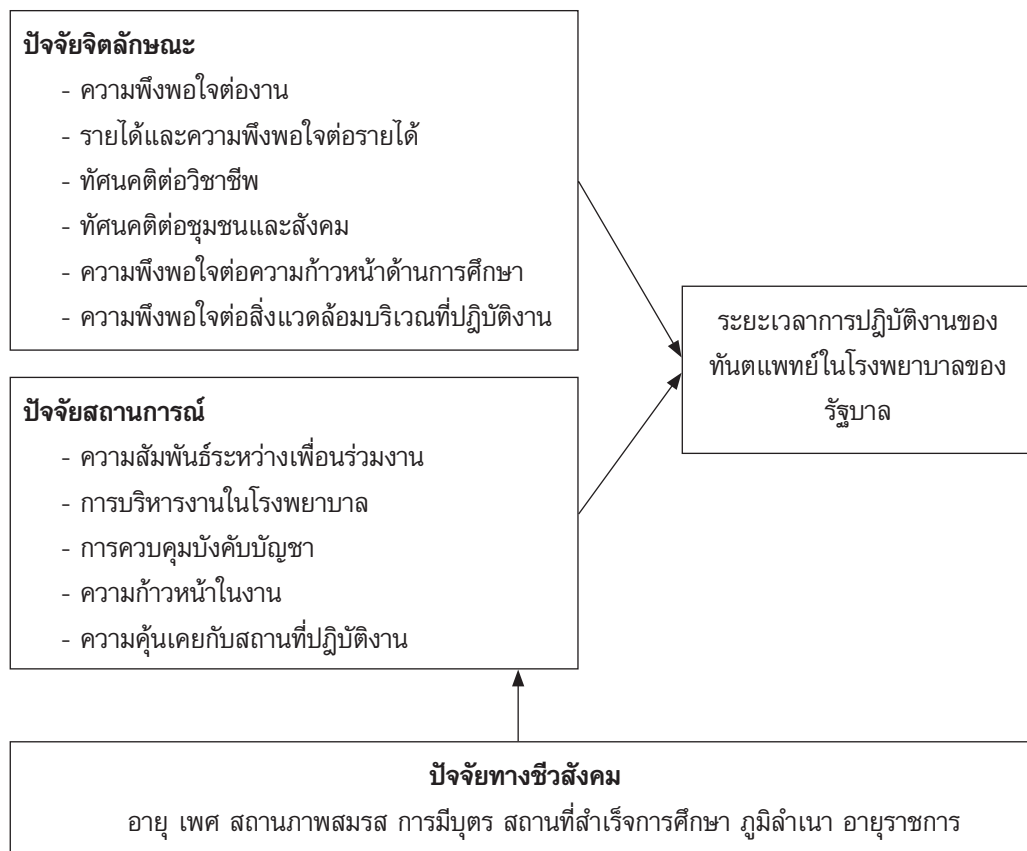 ปัจจัยจิตลักษณะ
- ความพึงพอใจต่องาน
- รายได้และความพึงพอใจต่อรายได้
- ทัศนคติต่อวิชาชีพ
- ทัศนคติต่อชุมชนและสังคม
- ความพึงพอใจต่อความก้าวหน้าด้านการศึกษา
- ความพึงพอใจต่อสิ่งแวดล้อมบริเวณที่ปฎิบัติงาน
ระยะเวลาการปฎิบัติงานของ
ทันตแพทย์ในโรงพยาบาลของ
รัฐบาล
ปัจจัยสถานการณ์
- ความสัมพันธ์ระหว่างเพื่อนร่วมงาน
- การบริหารงานในโรงพยาบาล
- การควบคุมบังคับบัญชา
- ความก้าวหน้าในงาน
- ความคุ้นเคยกับสถานที่ปฎิบัติงาน
ปัจจัยทางชีวสังคม
อายุ เพศ สถานภาพสมรส การมีบุตร สถานที่สำเร็จการศึกษา ภูมิลำเนา อายุราชการ